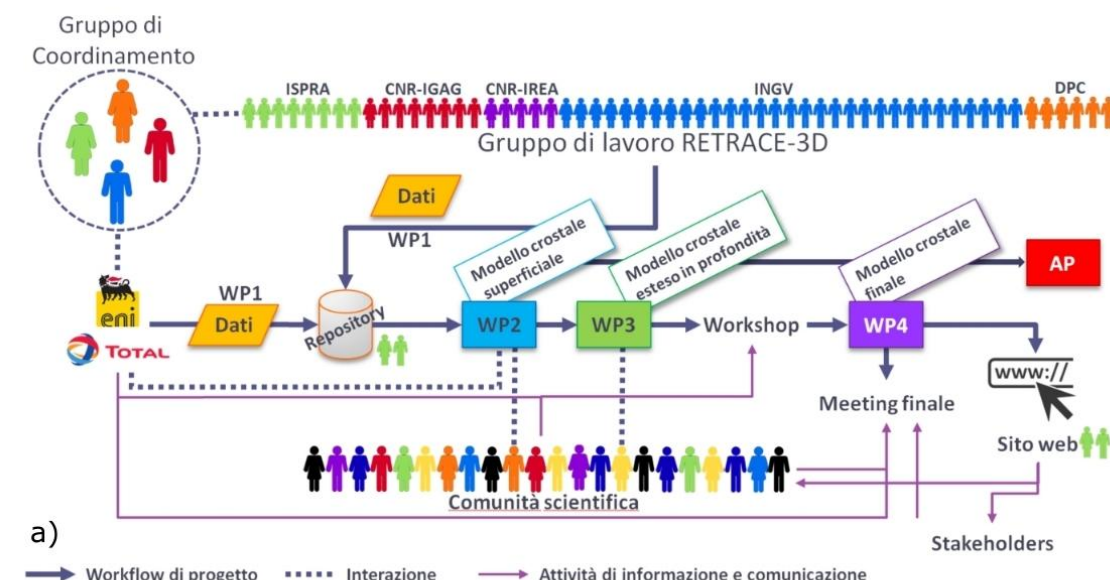 Gruppo di
Coordinamento
ISPRA
CNR-IGAG
CNR-IREA
INGV
DPC
Gruppo di lavoro RETRACE-3D
Dati
WP1
Modello crostale
superficiale
Modello crostale
esteso in profondità
Modello crostale
finale
AP
eni
TOTAL
WP1
Dati
Repository
WP2
WP3
Workshop
WP4
www://
Meeting finale
Sito web
Comunità scientifica
Stakeholders
a)
Workflow di progetto
Interazione
Attività di informazione e comunicazione